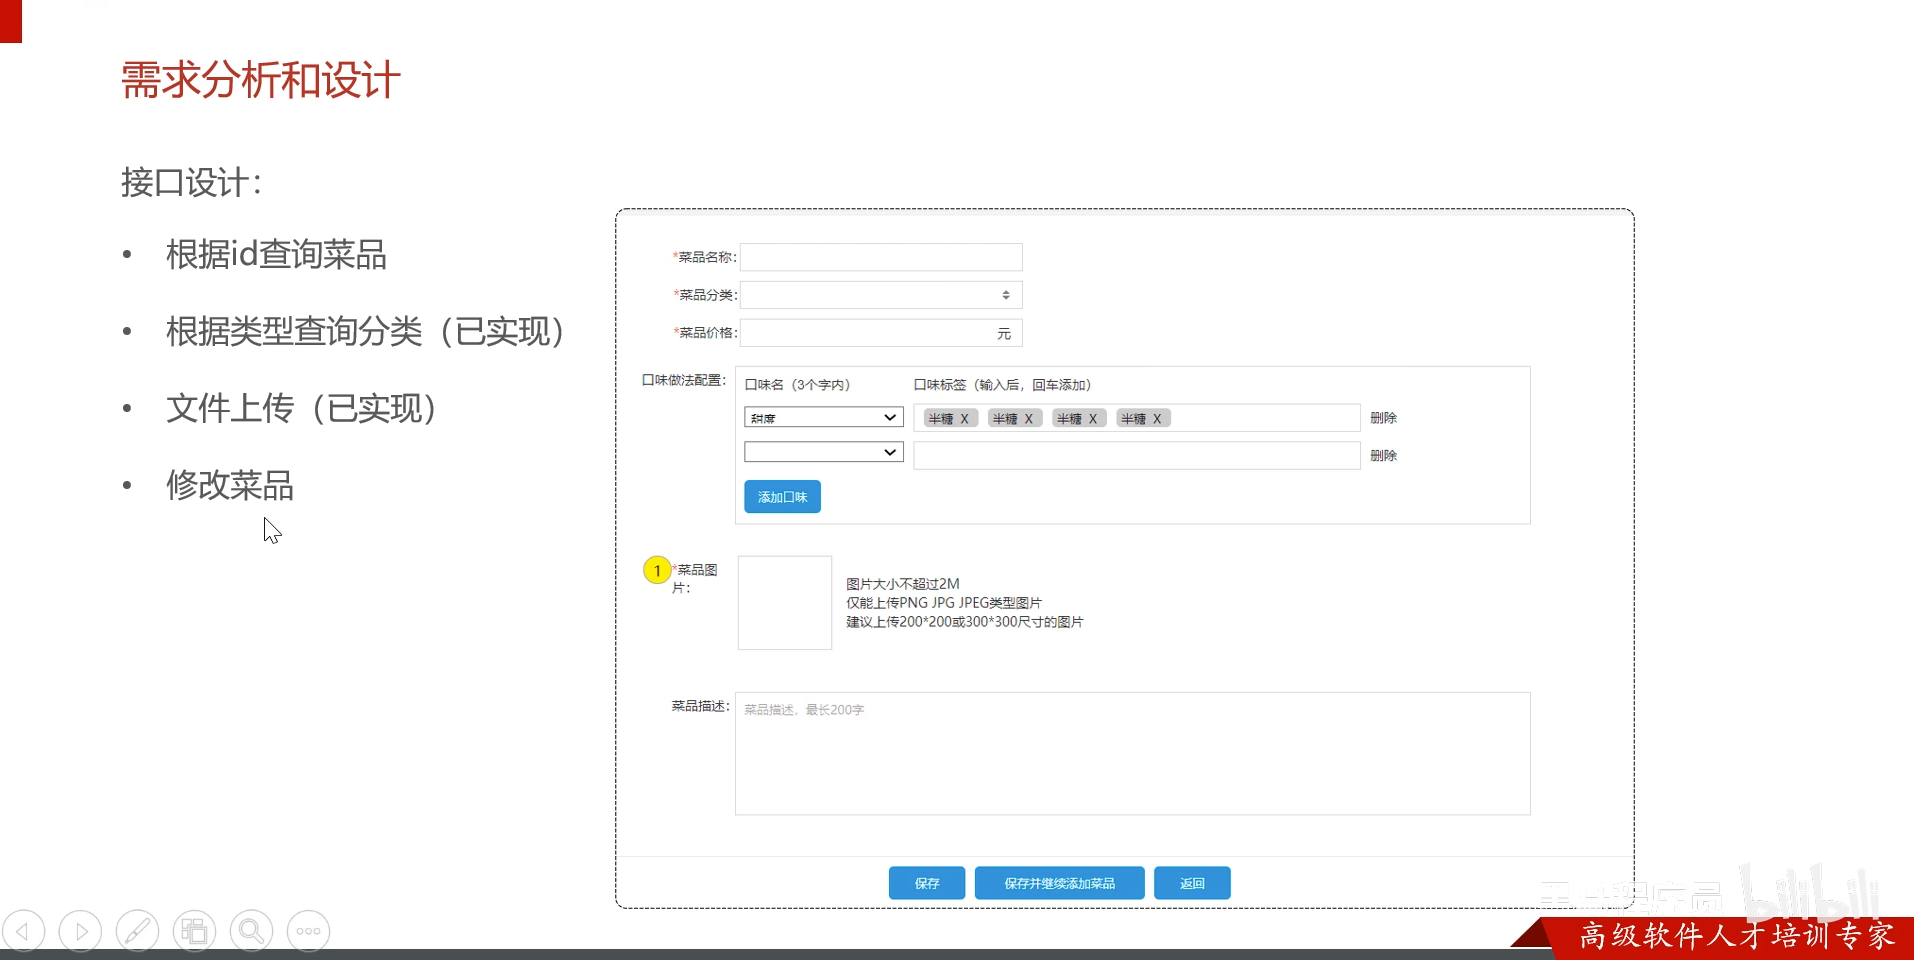 需求分析和设计
接口设计：
• 根据id查询菜品
• 根据类型查询分类（已实现）
• 文件上传（已实现）
• 修改菜品
*菜品名称:
*菜品分类:
*菜品价格:
元
口味做法配置:
口味名（3个字内）
口味标签（输入后，回车添加）
甜度
半糖 X 半糖 X 半糖 X 半糖 X
删除
删除
添加口味
1
*菜品图
片:
图片大小不超过2M
仅能上传PNG JPG JPEG类型图片
建议上传200*200或300*300尺寸的图片
菜品描述:
菜品描述，最长200字
保存
保存并继续添加菜品
返回
bilibili
高级软件人才培训专家